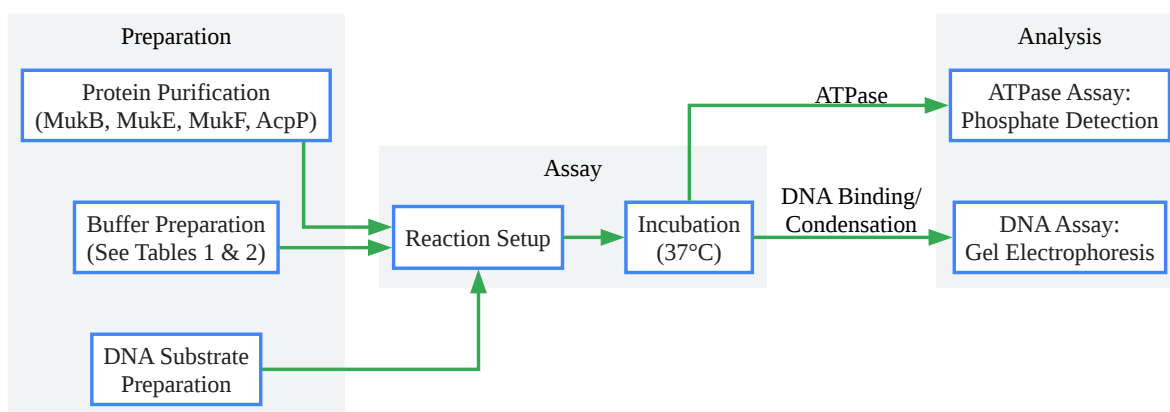 Preparation
Protein Purification
(MukB, MukE, MukF, AcpP)
Buffer Preparation
(See Tables 1 & 2)
DNA Substrate
Preparation
Assay
Reaction Setup
Incubation
(37°C)
ATPase
DNA Binding/
Condensation
Analysis
ATPase Assay:
Phosphate Detection
DNA Assay:
Gel Electrophoresis